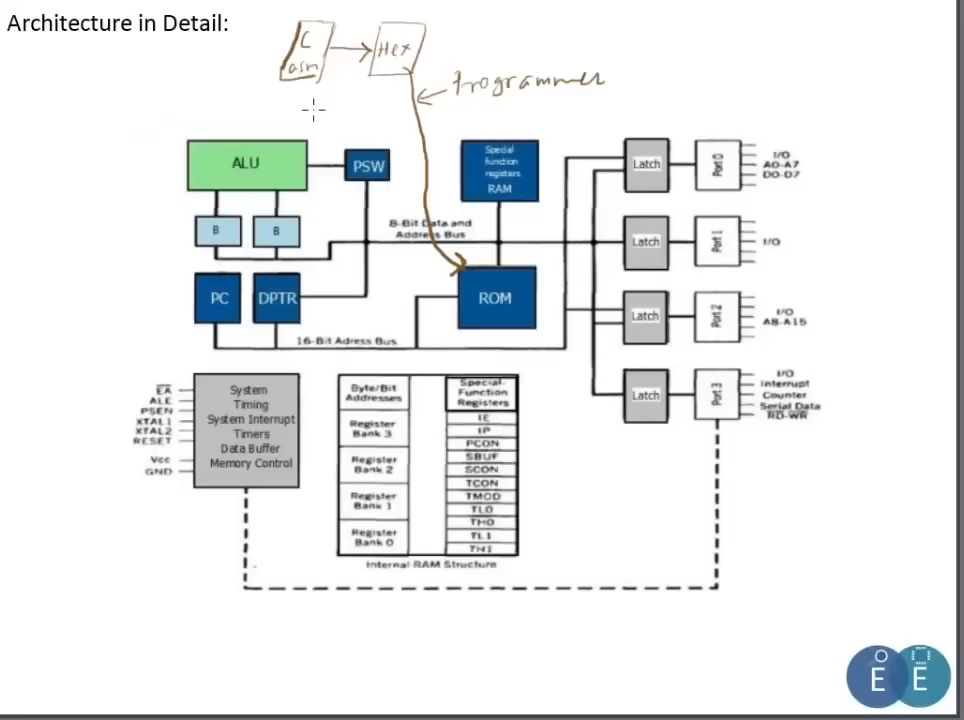 Architecture in Detail:
C
asm
Hex
Programmer
ALU
PSW
Special
function
registers
RAM
B
B
8-Bit Data and
Address Bus
PC
DPTR
ROM
16-Bit Adress Bus
Latch
Port 0
I/O
A0-A7
D0-D7
Latch
Port 1
I/O
Latch
Port 2
I/O
A8-A15
Latch
Port 3
I/O
Interrupt
Counter
Serial Data
RD-WR
EA
ALE
PSEN
XTAL1
XTAL2
RESET
Vcc
GND
System
Timing
System Interrupt
Timers
Data Buffer
Memory Control
Byte/Bit
Addresses
Register
Bank 3
Register
Bank 2
Register
Bank 1
Register
Bank 0
Special-
Function
Registers
IE
IP
PCON
SBUF
SCON
TCON
TMOD
TL0
TH0
TL1
TH1
Internal RAM Structure
E E